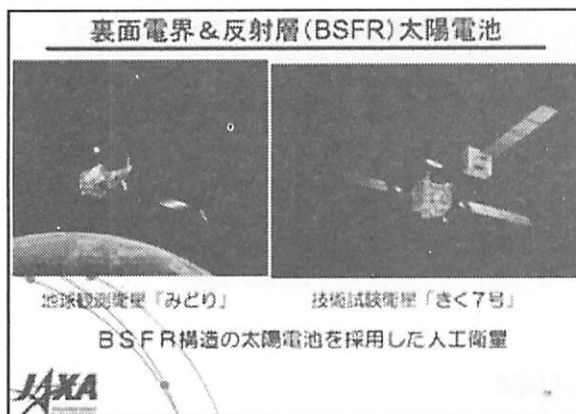 裏面電界＆反射層(BSFR)太陽電池
地球観測衛星「みどり」
技術試験衛星「きく7号」
BSFR構造の太陽電池を採用した人工衛星
JAXA